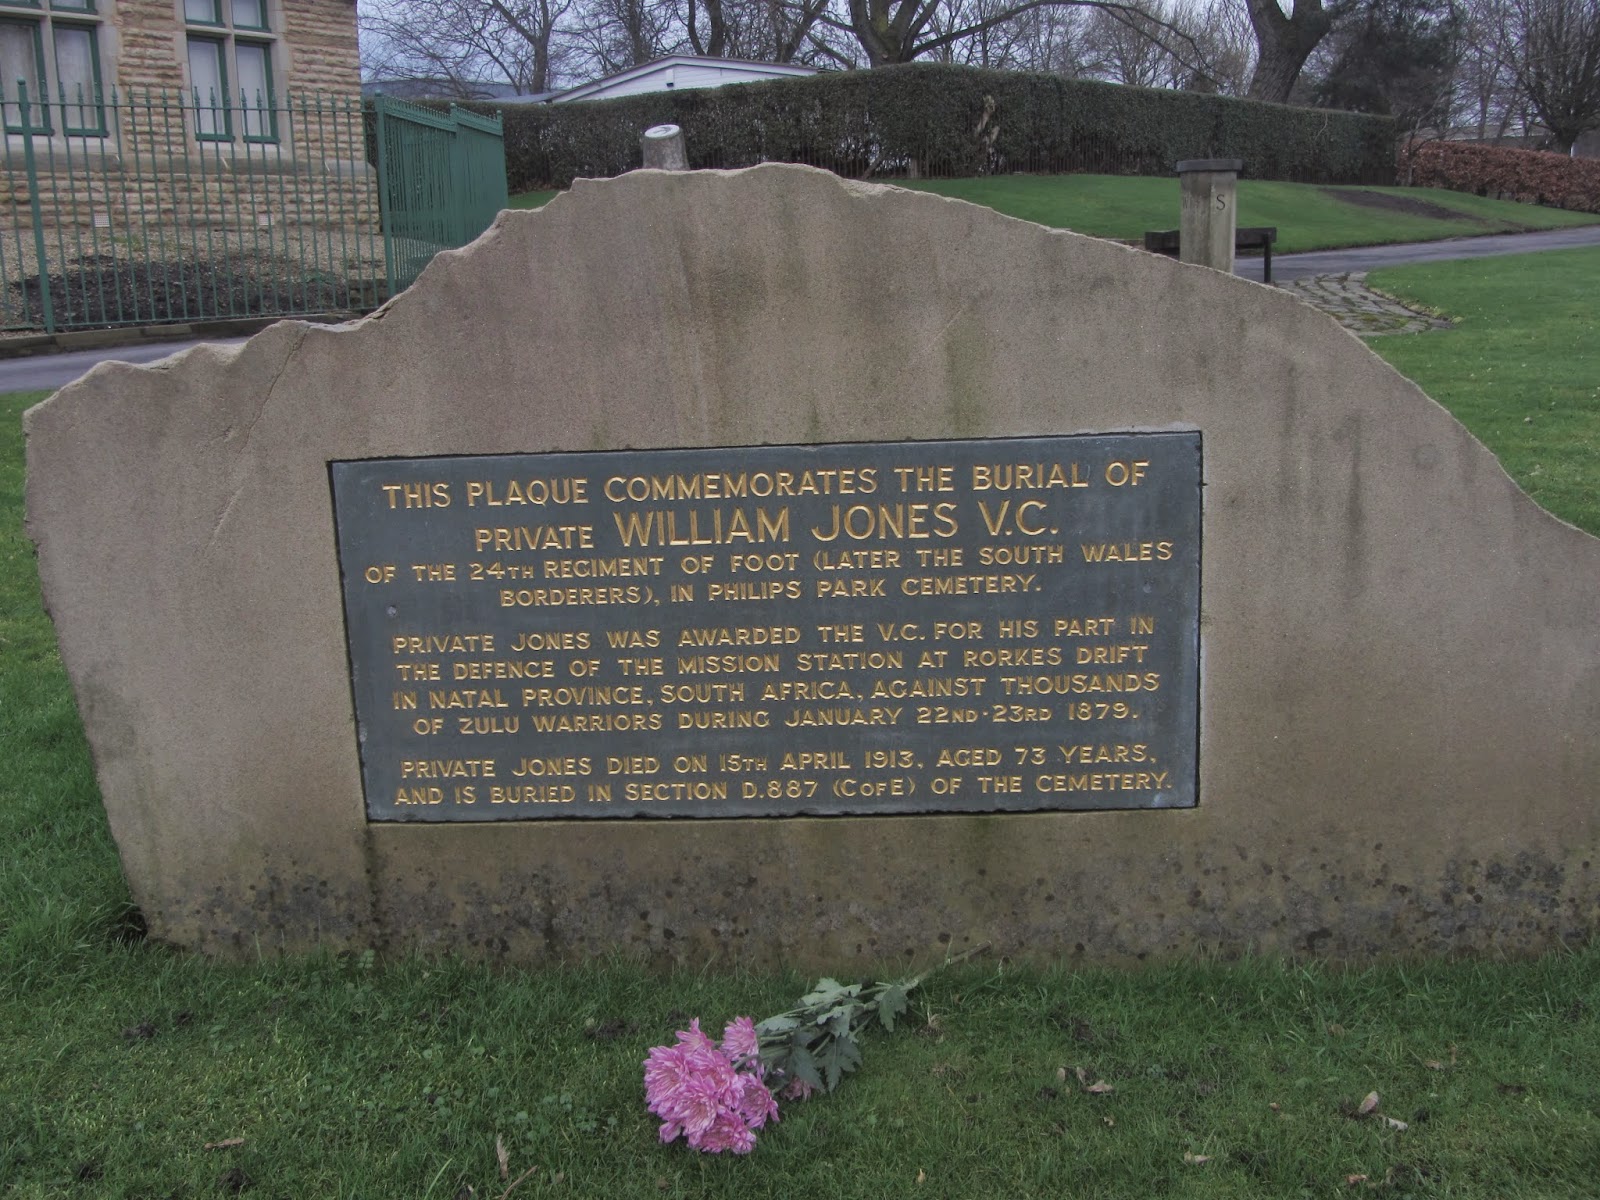 THIS PLAQUE COMMEMORATES THE BURIAL OF
PRIVATE WILLIAM JONES V.C.
OF THE 24TH REGIMENT OF FOOT (LATER THE SOUTH WALES
BORDERERS), IN PHILIPS PARK CEMETERY.
PRIVATE JONES WAS AWARDED THE V.C. FOR HIS PART IN
THE DEFENCE OF THE MISSION STATION AT RORKES DRIFT
IN NATAL PROVINCE, SOUTH AFRICA, AGAINST THOUSANDS
OF ZULU WARRIORS DURING JANUARY 22ND-23RD 1879.
PRIVATE JONES DIED ON 15TH APRIL 1913, AGED 73 YEARS,
AND IS BURIED IN SECTION D.887 (COFE) OF THE CEMETERY.
S